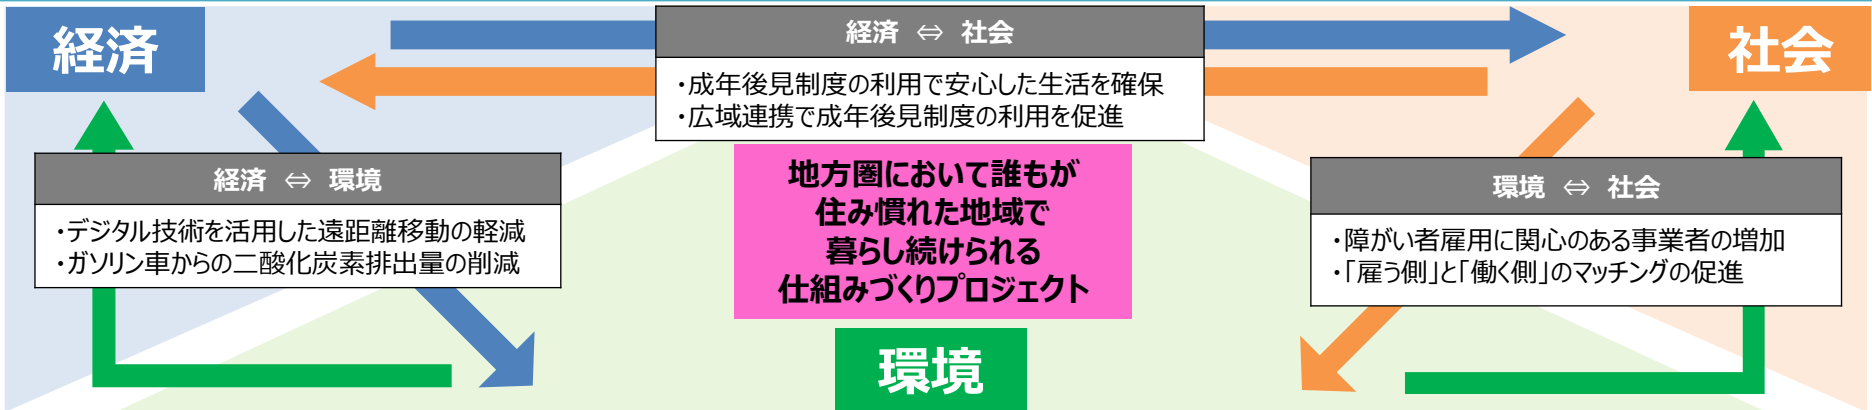 経済
経済 ⇔ 社会
・成年後見制度の利用で安心した生活を確保
・広域連携で成年後見制度の利用を促進
社会
経済 ⇔ 環境
・デジタル技術を活用した遠距離移動の軽減
・ガソリン車からの二酸化炭素排出量の削減
地方圏において誰もが
住み慣れた地域で
暮らし続けられる
仕組みづくりプロジェクト
環境 ⇔ 社会
・障がい者雇用に関心のある事業者の増加
・「雇う側」と「働く側」のマッチングの促進
環境